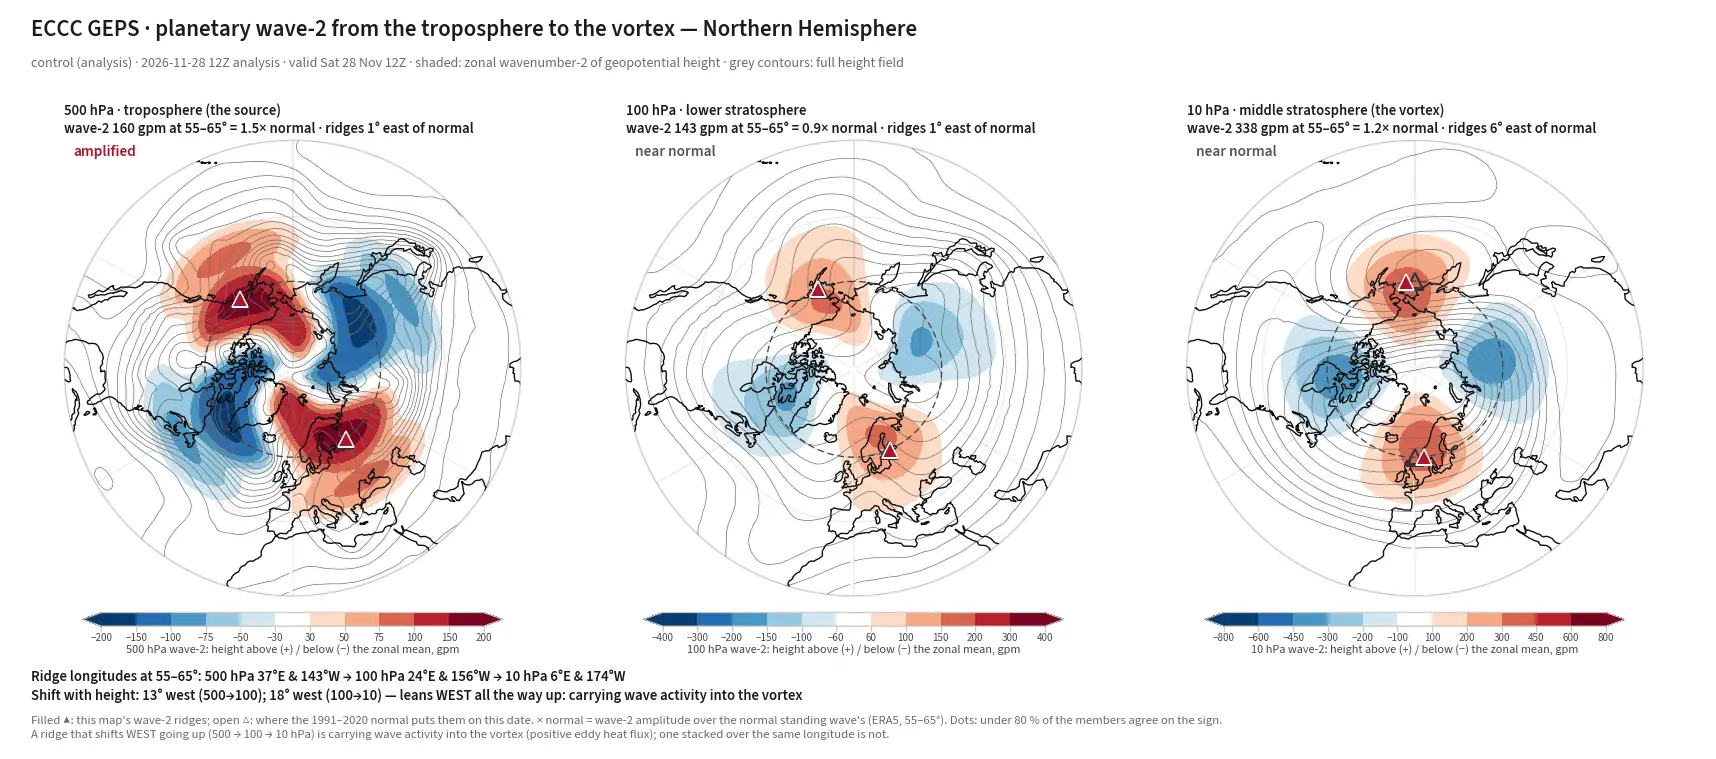 ECCC GEPS · planetary wave-2 from the troposphere to the vortex — Northern Hemisphere
control (analysis) · 2026-11-28 12Z analysis · valid Sat 28 Nov 12Z · shaded: zonal wavenumber-2 of geopotential height · grey contours: full height field
500 hPa · troposphere (the source)
wave-2 160 gpm at 55–65° = 1.5× normal · ridges 1° east of normal
amplified
100 hPa · lower stratosphere
wave-2 143 gpm at 55–65° = 0.9× normal · ridges 1° east of normal
near normal
10 hPa · middle stratosphere (the vortex)
wave-2 338 gpm at 55–65° = 1.2× normal · ridges 6° east of normal
near normal
−200 −150 −100 −75 −50 −30 30 50 75 100 150 200
500 hPa wave-2: height above (+) / below (−) the zonal mean, gpm
−400 −300 −200 −150 −100 −60 60 100 150 200 300 400
100 hPa wave-2: height above (+) / below (−) the zonal mean, gpm
−800 −600 −450 −300 −200 −100 100 200 300 450 600 800
10 hPa wave-2: height above (+) / below (−) the zonal mean, gpm
Ridge longitudes at 55–65°: 500 hPa 37°E & 143°W → 100 hPa 24°E & 156°W → 10 hPa 6°E & 174°W
Shift with height: 13° west (500→100); 18° west (100→10) — leans WEST all the way up: carrying wave activity into the vortex
Filled ▲: this map's wave-2 ridges; open △: where the 1991–2020 normal puts them on this date. × normal = wave-2 amplitude over the normal standing wave's (ERA5, 55–65°). Dots: under 80 % of the members agree on the sign.
A ridge that shifts WEST going up (500 → 100 → 10 hPa) is carrying wave activity into the vortex (positive eddy heat flux); one stacked over the same longitude is not.